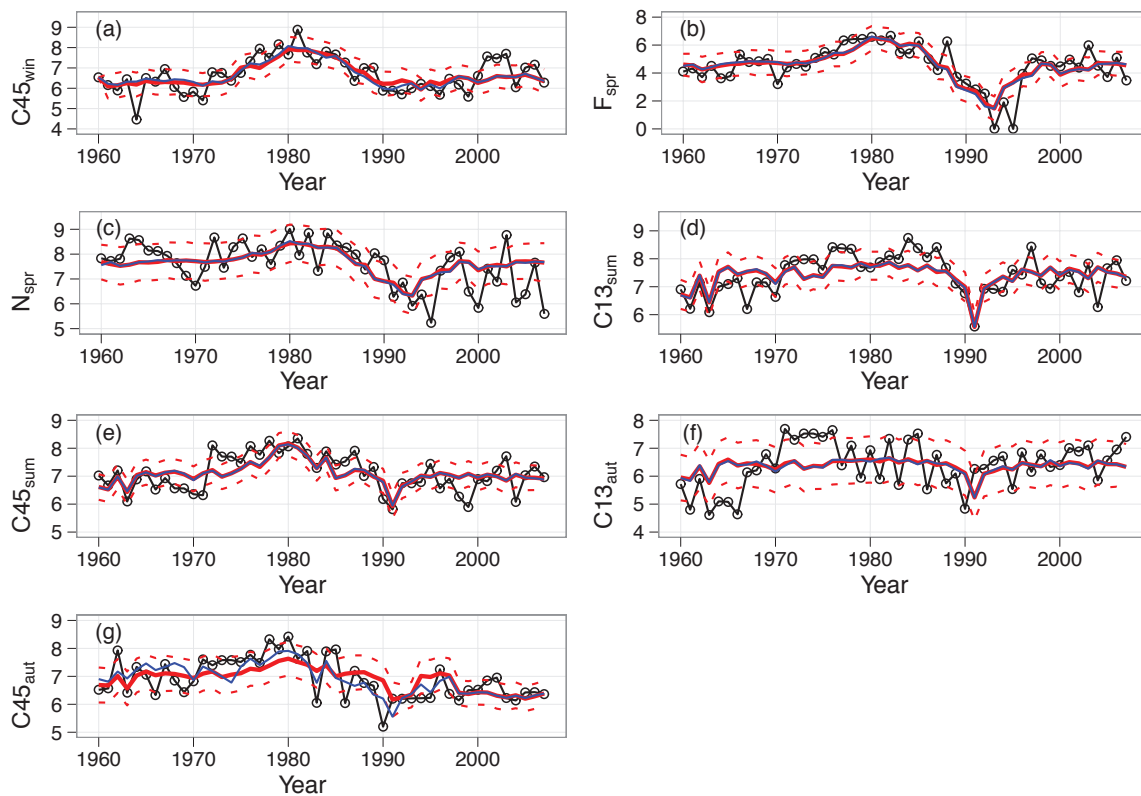 (a)
C45win
4 5 6 7 8 9
1960 1970 1980 1990 2000
Year
(b)
Fspr
0 2 4 6 8
1960 1970 1980 1990 2000
Year
(c)
Nspr
5 6 7 8 9
1960 1970 1980 1990 2000
Year
(d)
C13sum
6 7 8 9
1960 1970 1980 1990 2000
Year
(e)
C45sum
5 6 7 8 9
1960 1970 1980 1990 2000
Year
(f)
C13aut
4 5 6 7 8
1960 1970 1980 1990 2000
Year
(g)
C45aut
5 6 7 8 9
1960 1970 1980 1990 2000
Year